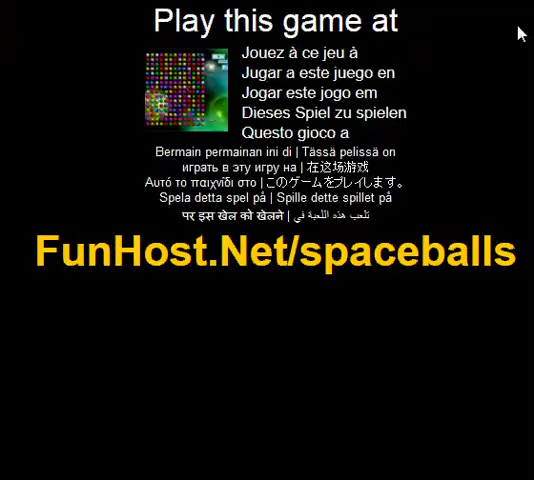 Play this game at
Jouez à ce jeu à
Jugar a este juego en
Jogar este jogo em
Dieses Spiel zu spielen
Questo gioco a
Bermain permainan ini di | Tässä pelissä on
играть в эту игру на | 在这场游戏
Αυτό το παιχνίδι στο | このゲームをプレイします。
Spela detta spel på | Spille dette spillet på
पर इस खेल को खेलने | تلعب هذه اللعبة في
FunHost.Net/spaceballs